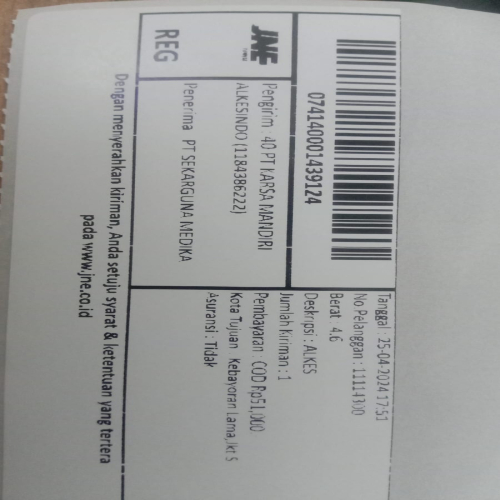 JNE
REG
074140001439124
Pengirim : 40 PT KARSA MANDIRI
ALKESINDO (1184386222)
Penerima PT SEKARGUNA MEDIKA
Tanggal : 25-04-2024 17:51
No Pelanggan : 11114300
Berat : 4,6
Deskripsi : ALKES
Jumlah Kiriman : 1
Pembayaran : COD Rp51,000
Kota Tujuan : Kebayoran Lama, Jkt S
Asuransi : Tidak
Dengan menyerahkan kiriman, Anda setuju syarat & ketentuan yang tertera
pada www.jne.co.id